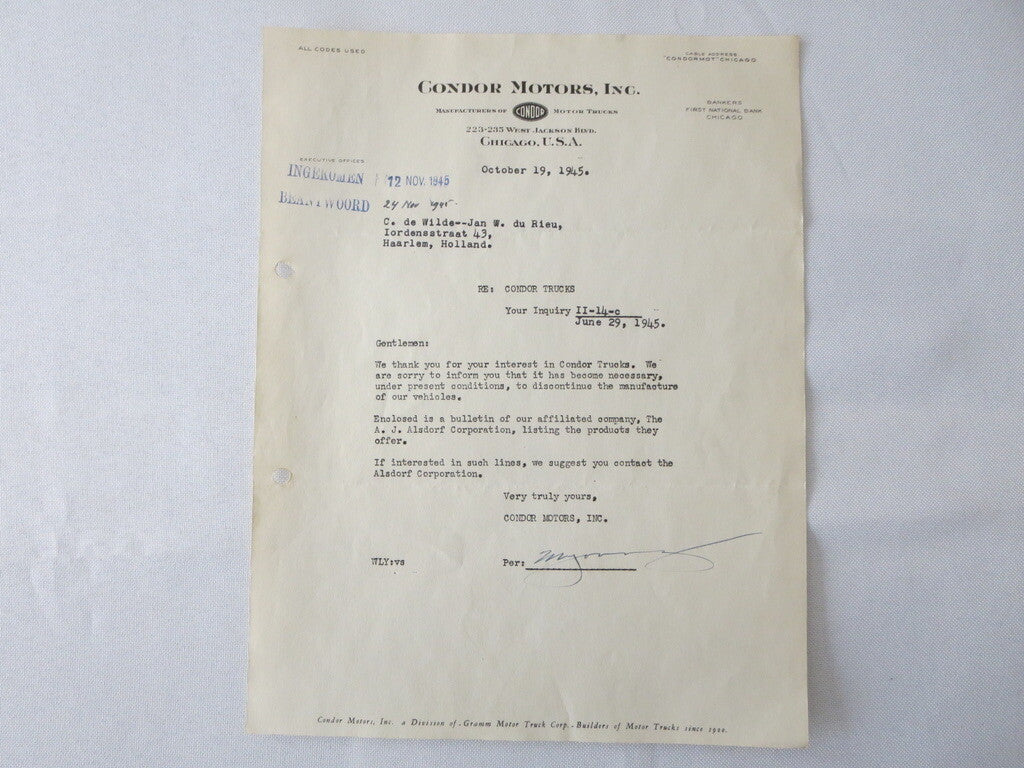 ALL CODES USED
CABLE ADDRESS
"CONDORMOT" CHICAGO
CONDOR MOTORS, INC.
MANUFACTURERS OF CONDOR MOTOR TRUCKS
BANKERS
FIRST NATIONAL BANK
CHICAGO
223-235 WEST JACKSON BLVD.
CHICAGO, U.S.A.
EXECUTIVE OFFICES
October 19, 1945.
INGEKOMEN 12 NOV. 1945
BEANTWOORD 24 Nov 1945
C. de Wilde--Jan W. du Rieu,
Iordensstraat 43,
Haarlem, Holland.
RE: CONDOR TRUCKS
Your Inquiry II-14-c
June 29, 1945.
Gentlemen:
We thank you for your interest in Condor Trucks. We
are sorry to inform you that it has become necessary,
under present conditions, to discontinue the manufacture
of our vehicles.
Enclosed is a bulletin of our affiliated company, The
A. J. Alsdorf Corporation, listing the products they
offer.
If interested in such lines, we suggest you contact the
Alsdorf Corporation.
Very truly yours,
CONDOR MOTORS, INC.
WLY:vs
Per:
Condor Motors, Inc. a Division of - Gramm Motor Truck Corp. - Builders of Motor Trucks since 1900.